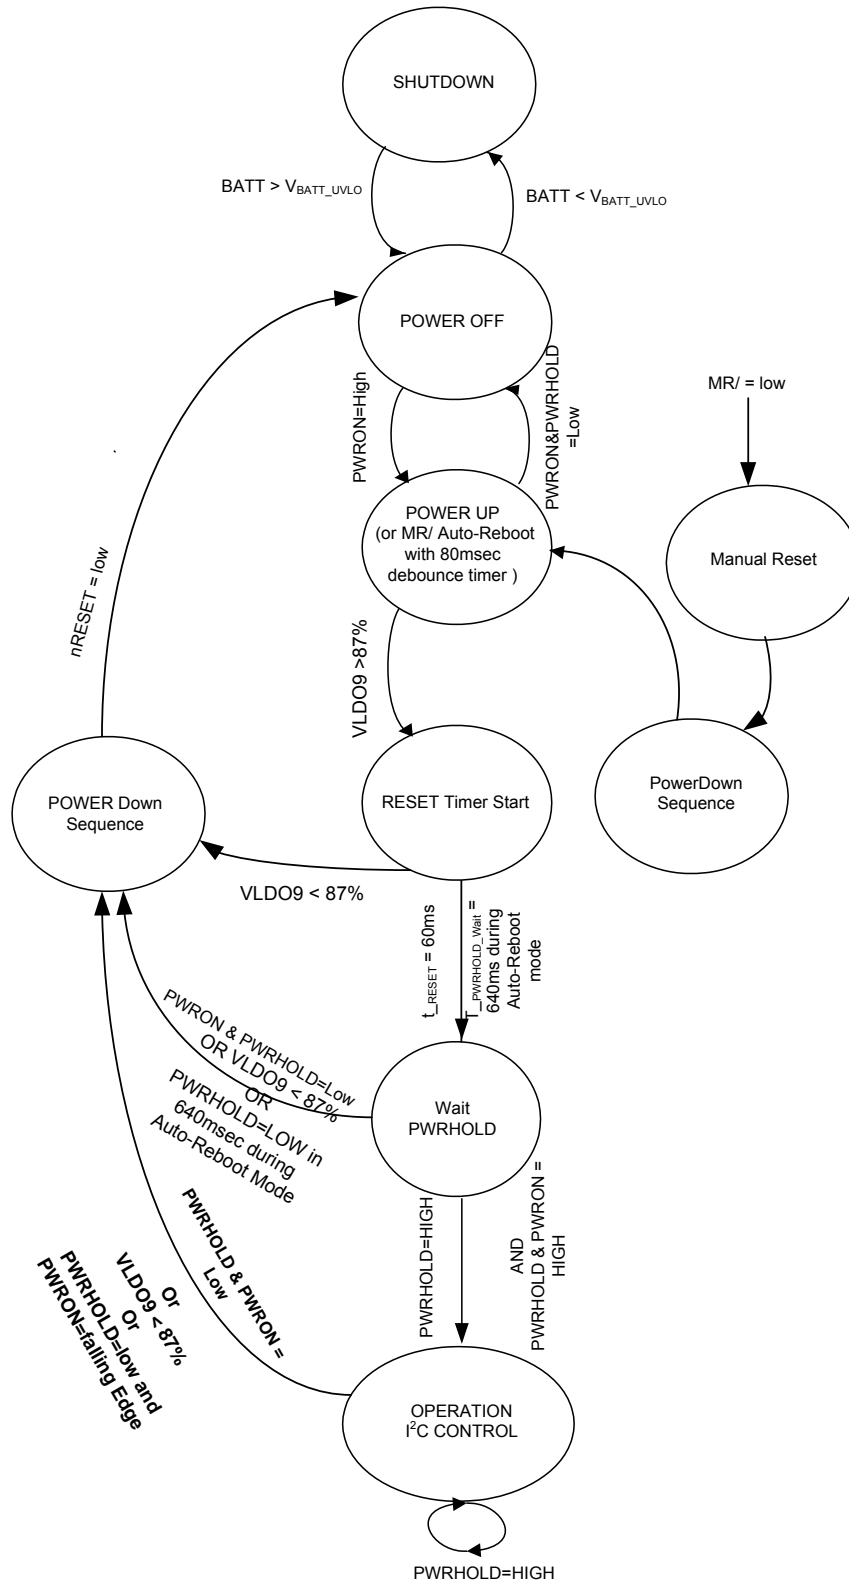 SHUTDOWN
BATT > VBATT_UVLO
BATT < VBATT_UVLO
POWER OFF
PWRON=High
PWRON&PWRHOLD
=Low
MR/ = low
POWER UP
(or MR/ Auto-Reboot
with 80msec
debounce timer )
Manual Reset
nRESET = low
VLDO9 >87%
POWER Down
Sequence
RESET Timer Start
PowerDown
Sequence
VLDO9 < 87%
t_RESET = 60ms
T_PWRHOLD_Wait =
640ms during
Auto-Reboot
mode
PWRON & PWRHOLD=Low
OR VLDO9 < 87%
OR
PWRHOLD=LOW in
640msec during
Auto-Reboot Mode
Wait
PWRHOLD
PWRHOLD=HIGH
AND
PWRHOLD & PWRON =
HIGH
PWRHOLD & PWRON =
Low
Or
VLDO9 < 87%
Or
PWRHOLD=low and
PWRON=falling Edge
OPERATION
I2C CONTROL
PWRHOLD=HIGH